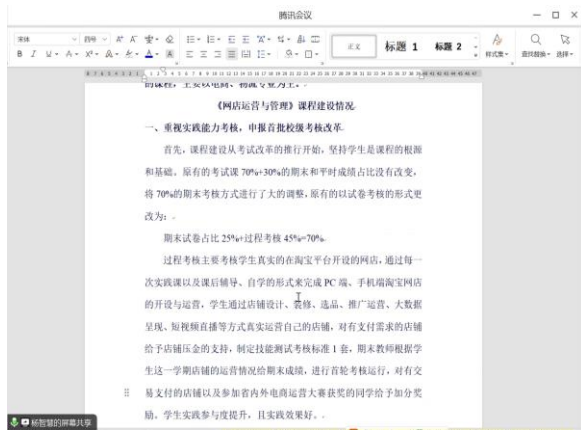 腾讯会议
宋体
四号
正文
标题 1
标题 2
样式集
查找替换
选择
的课程，主要以电商、物流专业为主。
《网店运营与管理》课程建设情况
一、重视实践能力考核，申报首批校级考核改革
首先，课程建设从考试改革的推行开始，坚持学生是课程的根源
和基础。原有的考试课 70%+30%的期末和平时成绩占比没有改变，
将 70%的期末考核方式进行了大的调整，原有的以试卷考核的形式更
改为：
期末试卷占比 25%+过程考核 45%=70%
过程考核主要考核学生真实的在淘宝平台开设的网店，通过每一
次实践课以及课后辅导、自学的形式来完成 PC 端、手机端淘宝网店
的开设与运营，学生通过店铺设计、装修、选品、推广运营、大数据
呈现、短视频直播等方式真实运营自己的店铺，对有支付需求的店铺
给予店铺压金的支持，制定技能测试考核标准 1 套，期末教师根据学
生这一学期店铺的运营情况给期末成绩，进行首轮考核运行，对有交
易支付的店铺以及参加省内外电商运营大赛获奖的同学给予加分奖
励。学生实践参与度提升，且实践效果好。
杨智慧的屏幕共享